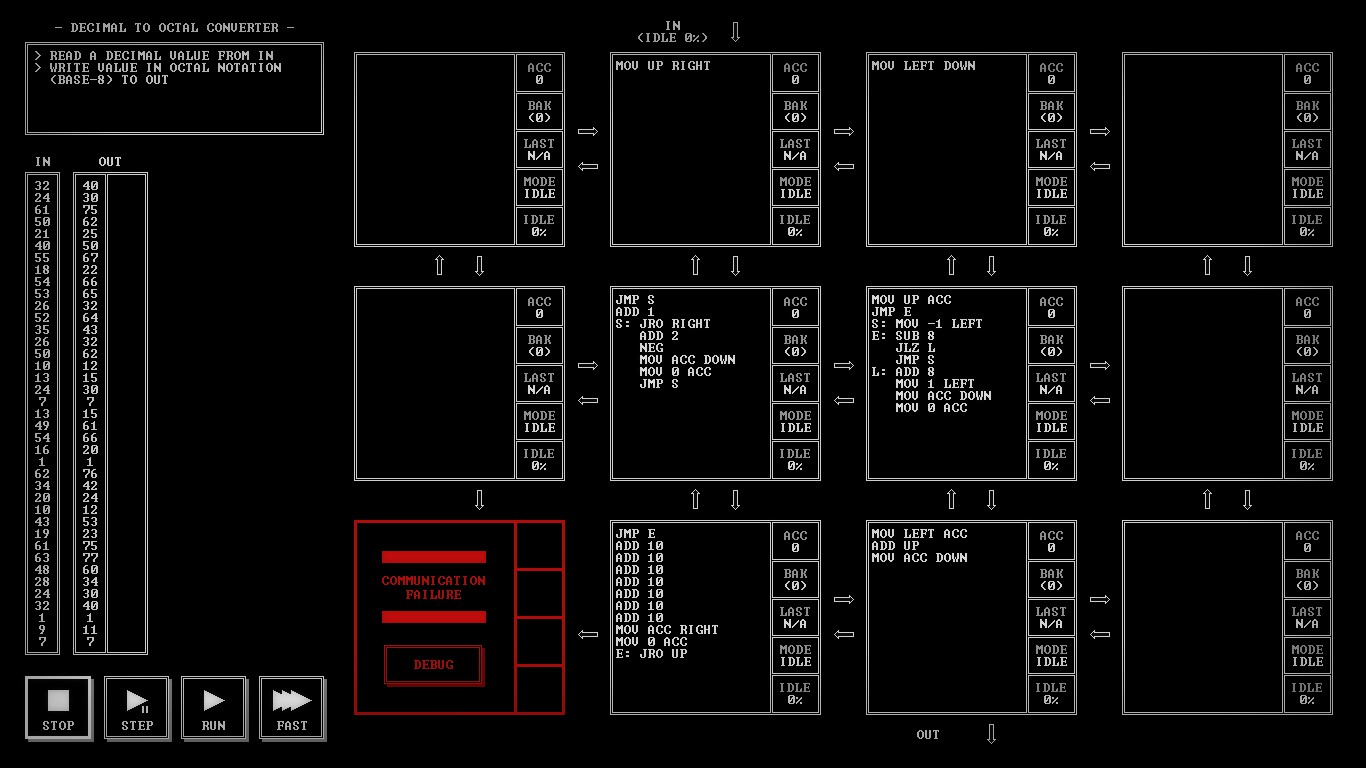 - DECIMAL TO OCTAL CONVERTER -
> READ A DECIMAL VALUE FROM IN
> WRITE VALUE IN OCTAL NOTATION
(BASE-8) TO OUT
IN OUT
32 40
24 30
61 75
50 62
21 25
40 50
55 67
18 22
54 66
53 65
26 32
52 64
35 43
26 32
50 62
10 12
13 15
24 30
7 7
13 15
49 61
54 66
16 20
1 1
62 76
34 42
20 24
10 12
43 53
19 23
61 75
63 77
48 60
28 34
24 30
32 40
1 1
9 11
7 7
STOP
STEP
RUN
FAST
IN
(IDLE 0%)
ACC
0
BAK
(0)
LAST
N/A
MODE
IDLE
IDLE
0%
MOV UP RIGHT
ACC
0
BAK
(0)
LAST
N/A
MODE
IDLE
IDLE
0%
MOV LEFT DOWN
ACC
0
BAK
(0)
LAST
N/A
MODE
IDLE
IDLE
0%
ACC
0
BAK
(0)
LAST
N/A
MODE
IDLE
IDLE
0%
ACC
0
BAK
(0)
LAST
N/A
MODE
IDLE
IDLE
0%
JMP S
ADD 1
S: JRO RIGHT
ADD 2
NEG
MOV ACC DOWN
MOV 0 ACC
JMP S
ACC
0
BAK
(0)
LAST
N/A
MODE
IDLE
IDLE
0%
MOV UP ACC
JMP E
S: MOV -1 LEFT
E: SUB 8
JLZ L
JMP S
L: ADD 8
MOV 1 LEFT
MOV ACC DOWN
MOV 0 ACC
ACC
0
BAK
(0)
LAST
N/A
MODE
IDLE
IDLE
0%
ACC
0
BAK
(0)
LAST
N/A
MODE
IDLE
IDLE
0%
COMMUNICATION
FAILURE
DEBUG
JMP E
ADD 10
ADD 10
ADD 10
ADD 10
ADD 10
ADD 10
ADD 10
MOV ACC RIGHT
MOV 0 ACC
E: JRO UP
ACC
0
BAK
(0)
LAST
N/A
MODE
IDLE
IDLE
0%
MOV LEFT ACC
ADD UP
MOV ACC DOWN
ACC
0
BAK
(0)
LAST
N/A
MODE
IDLE
IDLE
0%
ACC
0
BAK
(0)
LAST
N/A
MODE
IDLE
IDLE
0%
OUT